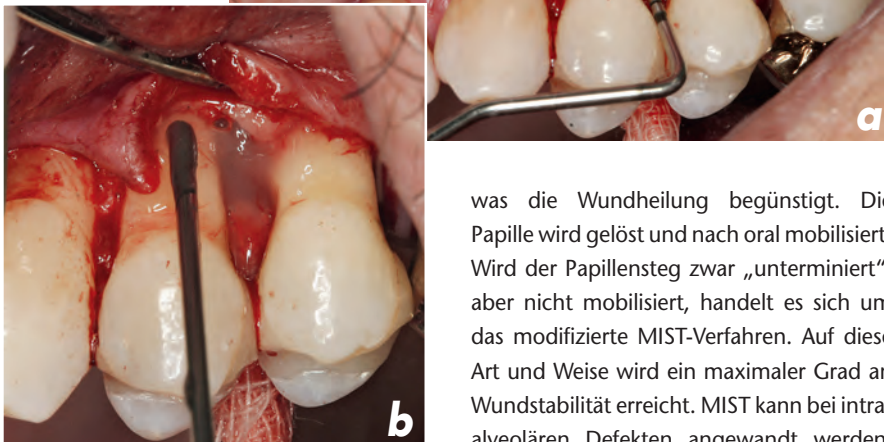 a
b
was die Wundheilung begünstigt. Die
Papille wird gelöst und nach oral mobilisiert
Wird der Papillensteg zwar „unterminiert“
aber nicht mobilisiert, handelt es sich um
das modifizierte MIST-Verfahren. Auf diese
Art und Weise wird ein maximaler Grad an
Wundstabilität erreicht. MIST kann bei intra
alveolären Defekten angewandt werden